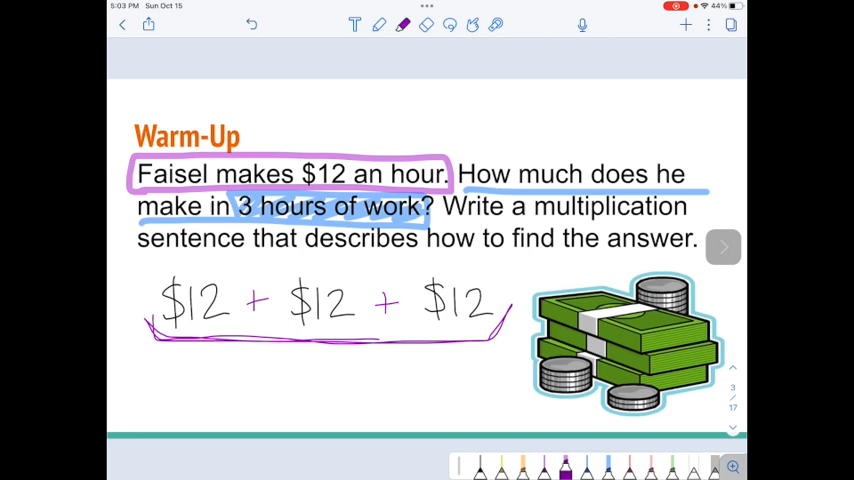 5:03 PM Sun Oct 15
44%
Warm-Up
Faisel makes $12 an hour. How much does he
make in 3 hours of work? Write a multiplication
sentence that describes how to find the answer.
$12 + $12 + $12
3
/
17